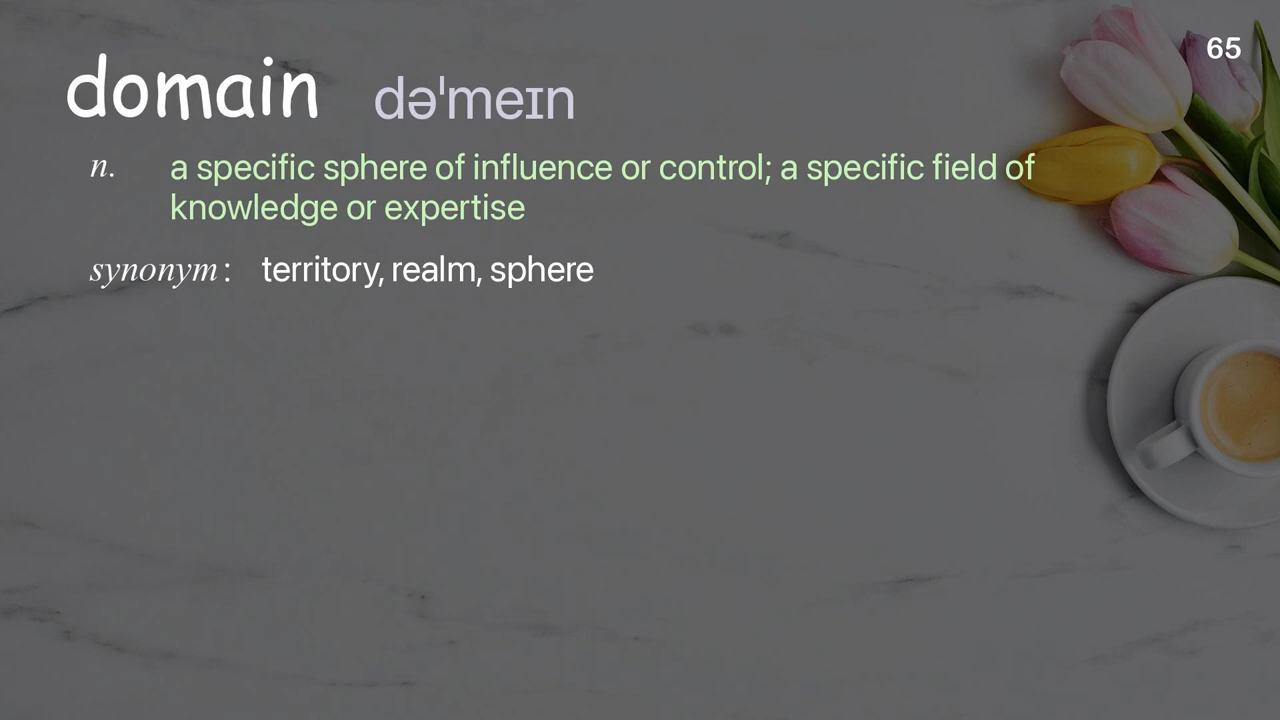 65
domain dəˈmeɪn
n. a specific sphere of influence or control; a specific field of
knowledge or expertise
synonym: territory, realm, sphere